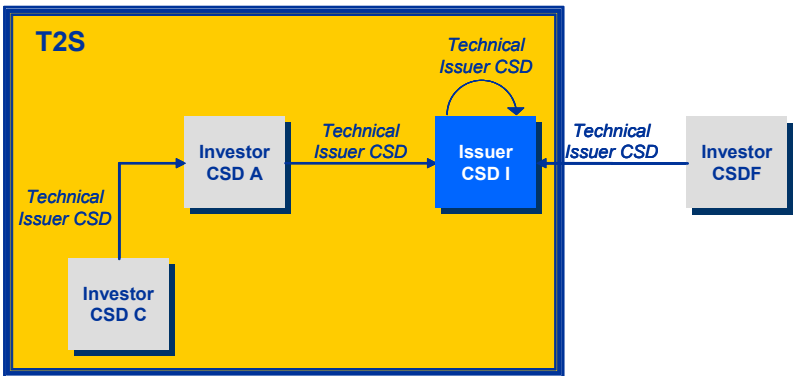 T2S
Technical
Issuer CSD
Investor
CSD A
Technical
Issuer CSD
Issuer
CSD I
Technical
Issuer CSD
Investor
CSDF
Technical
Issuer CSD
Investor
CSD C